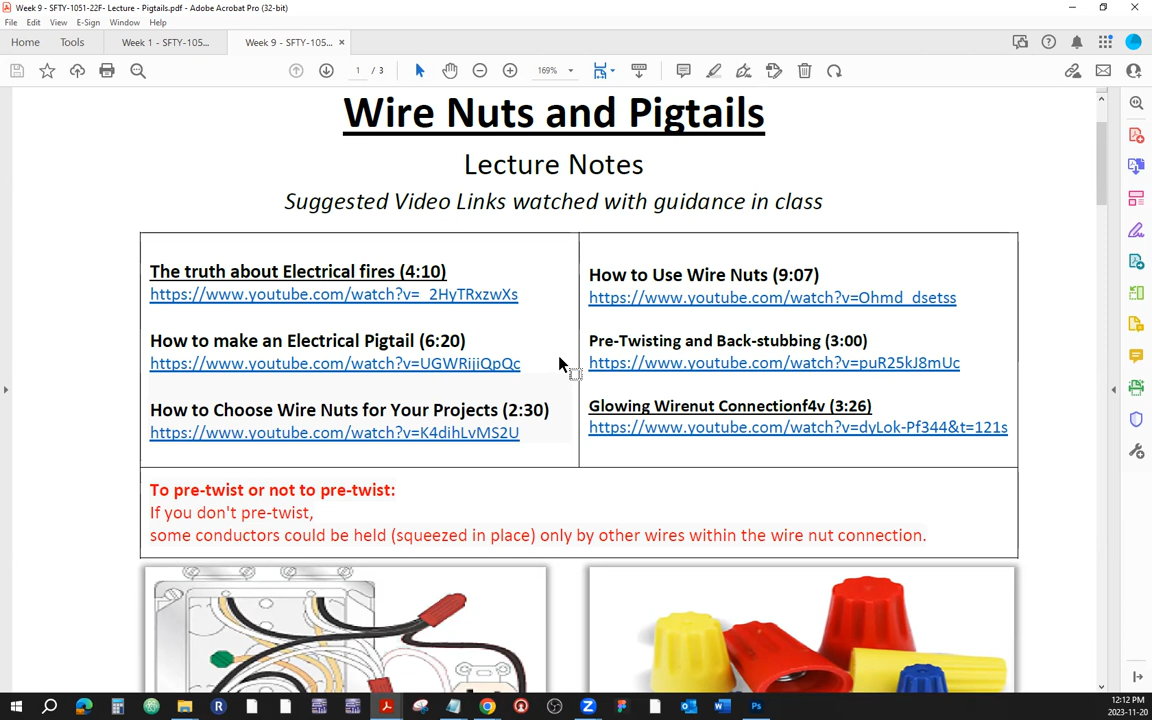 Week 9 - SFTY-1051-22F- Lecture - Pigtails.pdf - Adobe Acrobat Pro (32-bit)
File Edit View E-Sign Window Help
Home Tools Week 1 - SFTY-105... Week 9 - SFTY-105... ×
1 / 3 169%
Wire Nuts and Pigtails
Lecture Notes
Suggested Video Links watched with guidance in class
The truth about Electrical fires (4:10)
https://www.youtube.com/watch?v=_2HyTRxzwXs
How to make an Electrical Pigtail (6:20)
https://www.youtube.com/watch?v=UGWRijiQpQc
How to Choose Wire Nuts for Your Projects (2:30)
https://www.youtube.com/watch?v=K4dihLvMS2U
How to Use Wire Nuts (9:07)
https://www.youtube.com/watch?v=Ohmd_dsetss
Pre-Twisting and Back-stubbing (3:00)
https://www.youtube.com/watch?v=puR25kJ8mUc
Glowing Wirenut Connectionf4v (3:26)
https://www.youtube.com/watch?v=dyLok-Pf344&t=121s
To pre-twist or not to pre-twist:
If you don't pre-twist,
some conductors could be held (squeezed in place) only by other wires within the wire nut connection.
12:12 PM
2023-11-20